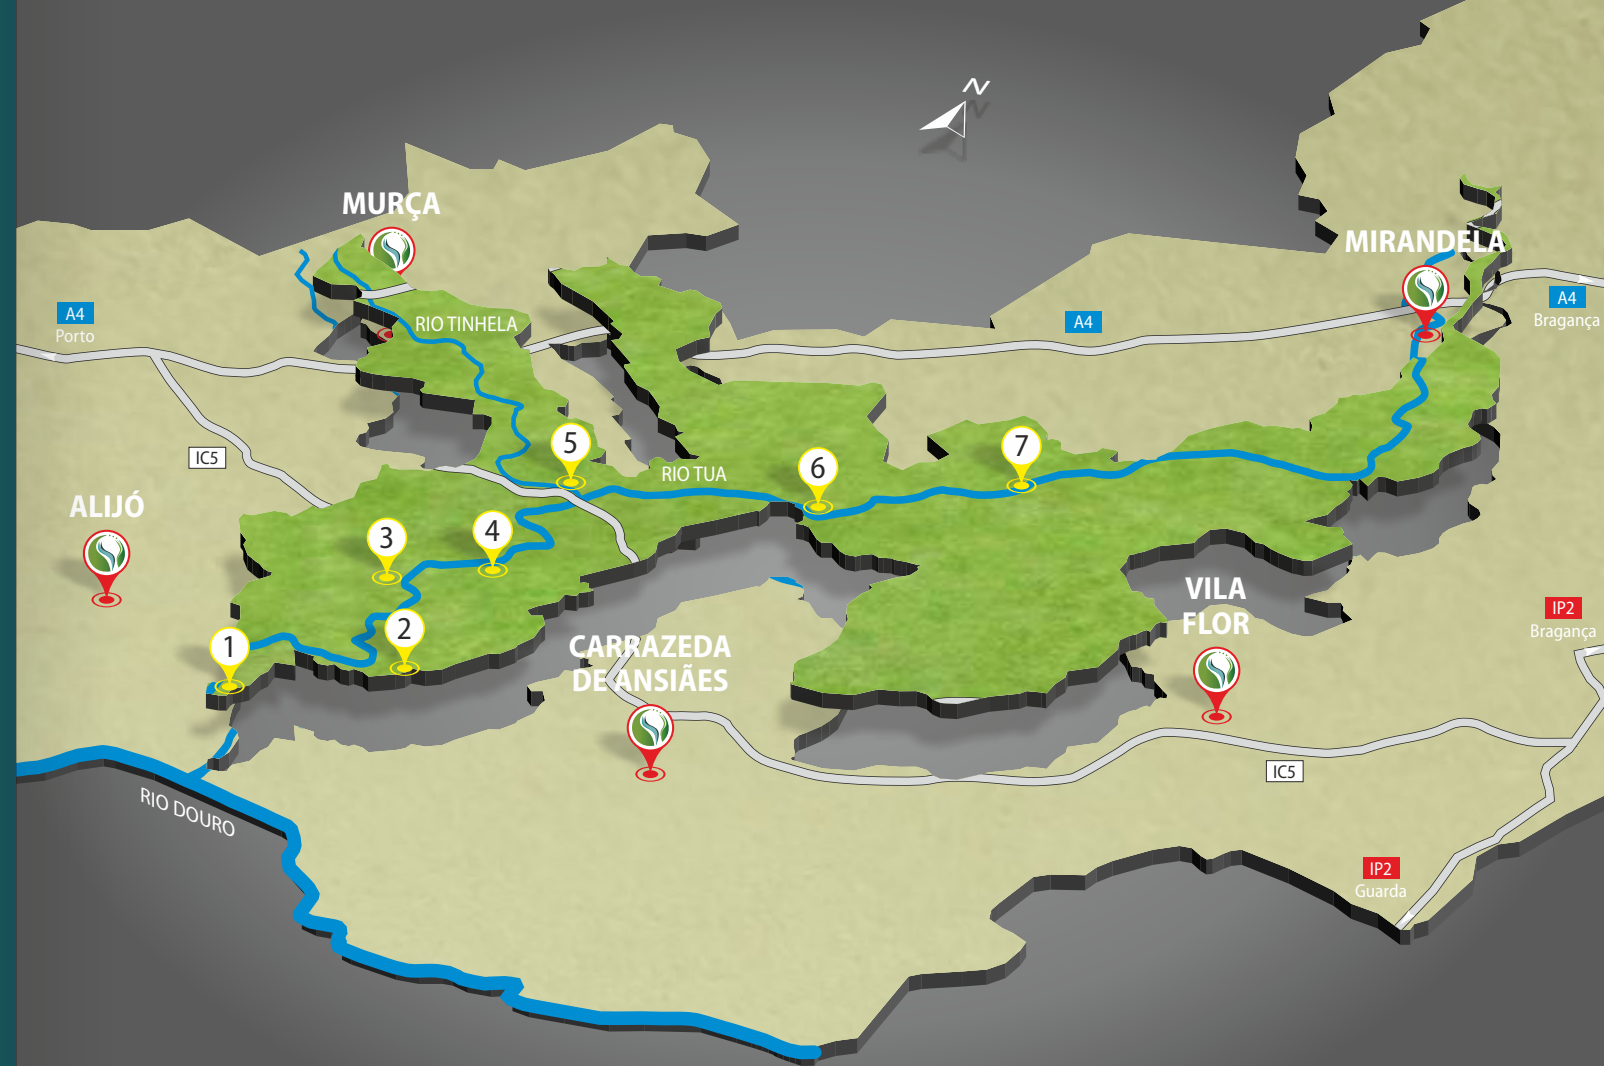 N
MURÇA
MIRANDELA
A4
Porto
RIO TINHELA
A4
A4
Bragança
IC5
5
RIO TUA
6
7
ALIJÓ
3
4
1
2
CARRAZEDA
DE ANSIÃES
VILA
FLOR
IP2
Bragança
IC5
RIO DOURO
IP2
Guarda